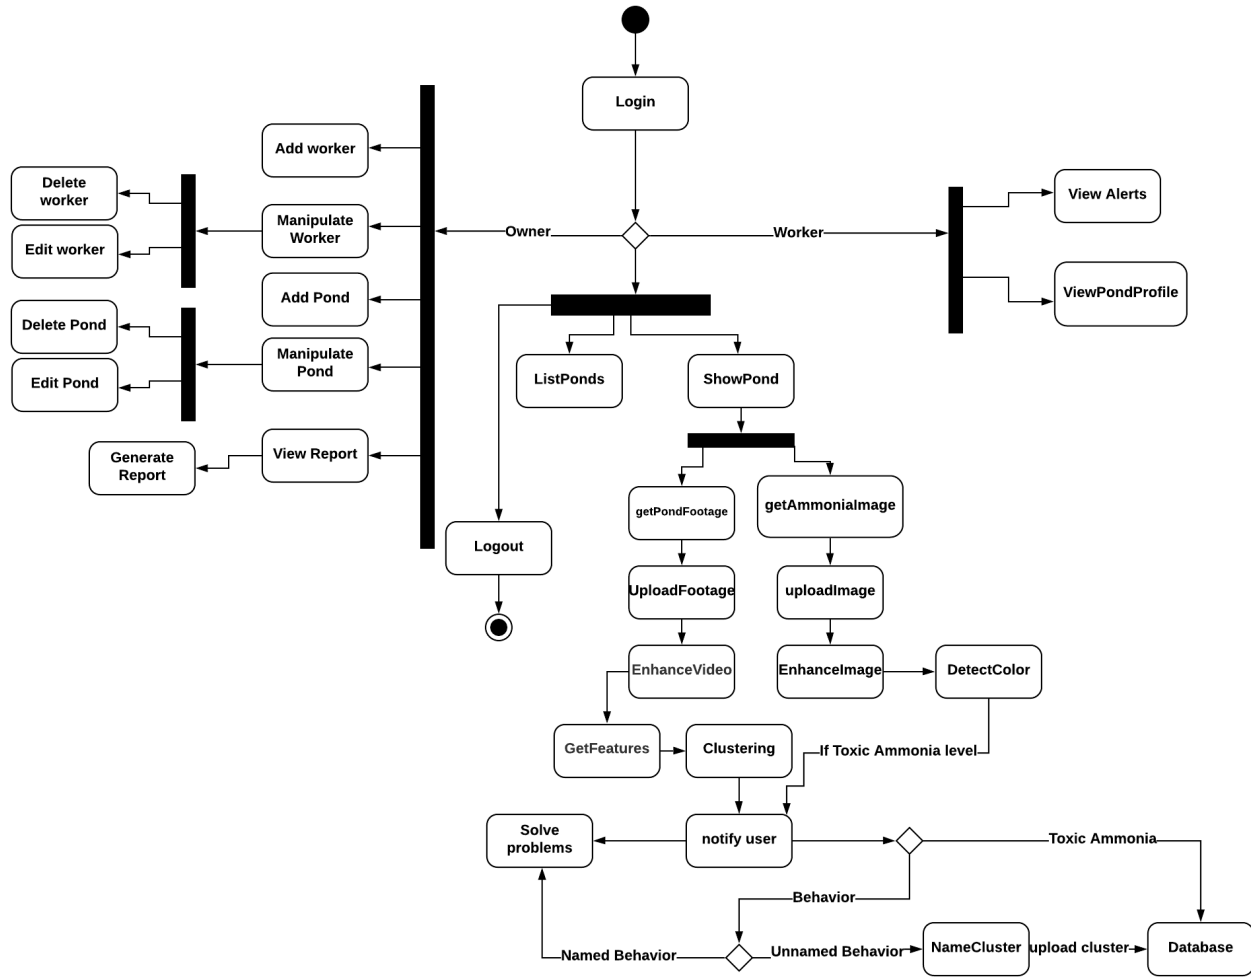 Login
Add worker
Delete
worker
Manipulate
Worker
Edit worker
Owner
Worker
View Alerts
ViewPondProfile
Add Pond
Delete Pond
Manipulate
Pond
Edit Pond
ListPonds
ShowPond
View Report
Generate
Report
getPondFootage
getAmmoniaImage
Logout
UploadFootage
uploadImage
EnhanceVideo
EnhanceImage
DetectColor
GetFeatures
Clustering
If Toxic Ammonia level
Solve
problems
notify user
Toxic Ammonia
Behavior
Named Behavior
Unnamed Behavior
NameCluster
upload cluster
Database